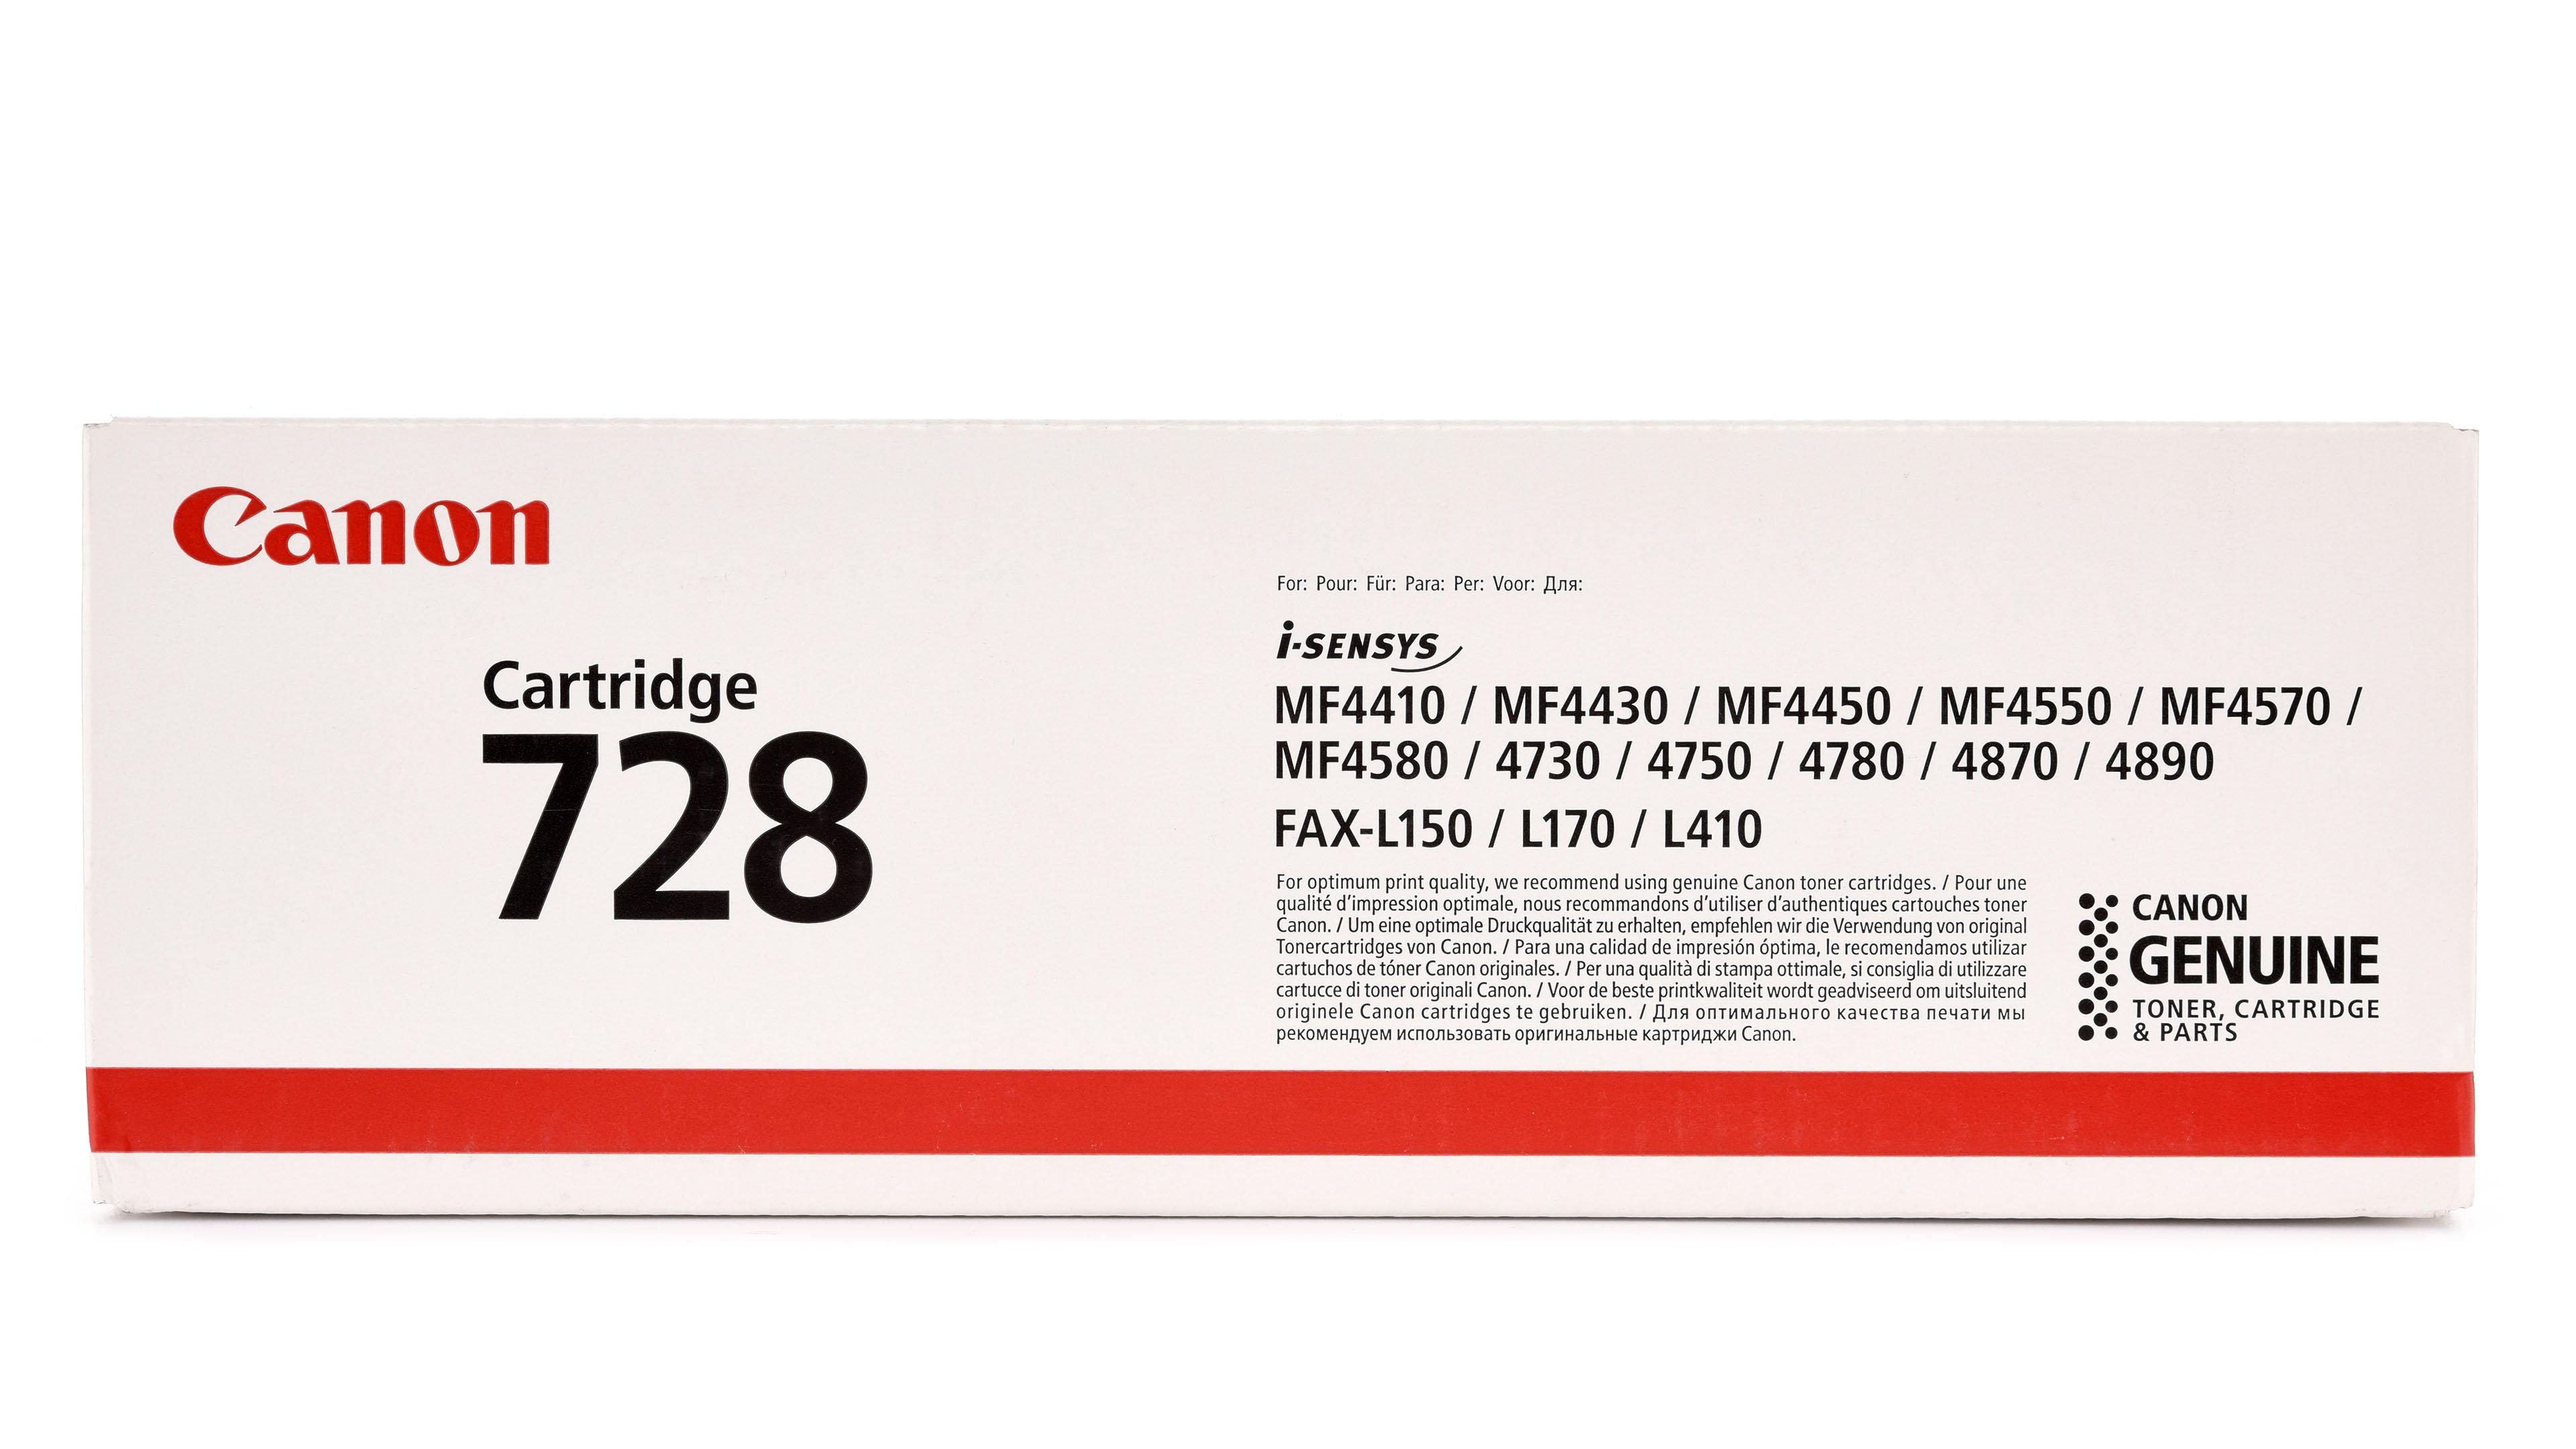 Canon
Cartridge
728
For: Pour: Für: Para: Per: Voor: Для:
i-SENSYS
MF4410 / MF4430 / MF4450 / MF4550 / MF4570 /
MF4580 / 4730 / 4750 / 4780 / 4870 / 4890
FAX-L150 / L170 / L410
For optimum print quality, we recommend using genuine Canon toner cartridges. / Pour une
qualité d'impression optimale, nous recommandons d'utiliser d'authentiques cartouches toner
Canon. / Um eine optimale Druckqualität zu erhalten, empfehlen wir die Verwendung von original
Tonercartridges von Canon. / Para una calidad de impresión óptima, le recomendamos utilizar
cartuchos de tóner Canon originales. / Per una qualità di stampa ottimale, si consiglia di utilizzare
cartucce di toner originali Canon. / Voor de beste printkwaliteit wordt geadviseerd om uitsluitend
originele Canon cartridges te gebruiken. / Для оптимального качества печати мы
рекомендуем использовать оригинальные картриджи Canon.
CANON
GENUINE
TONER, CARTRIDGE
& PARTS